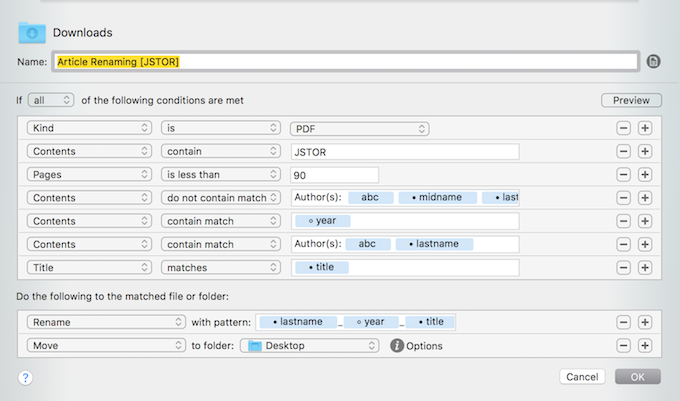 Downloads
Name: Article Renaming [JSTOR]
If all of the following conditions are met Preview
Kind is PDF
Contents contain JSTOR
Pages is less than 90
Contents do not contain match Author(s): abc • midname • last
Contents contain match ◦ year
Contents contain match Author(s): abc • lastname
Title matches • title
Do the following to the matched file or folder:
Rename with pattern: • lastname _ ◦ year _ • title
Move to folder: Desktop i Options
? Cancel OK